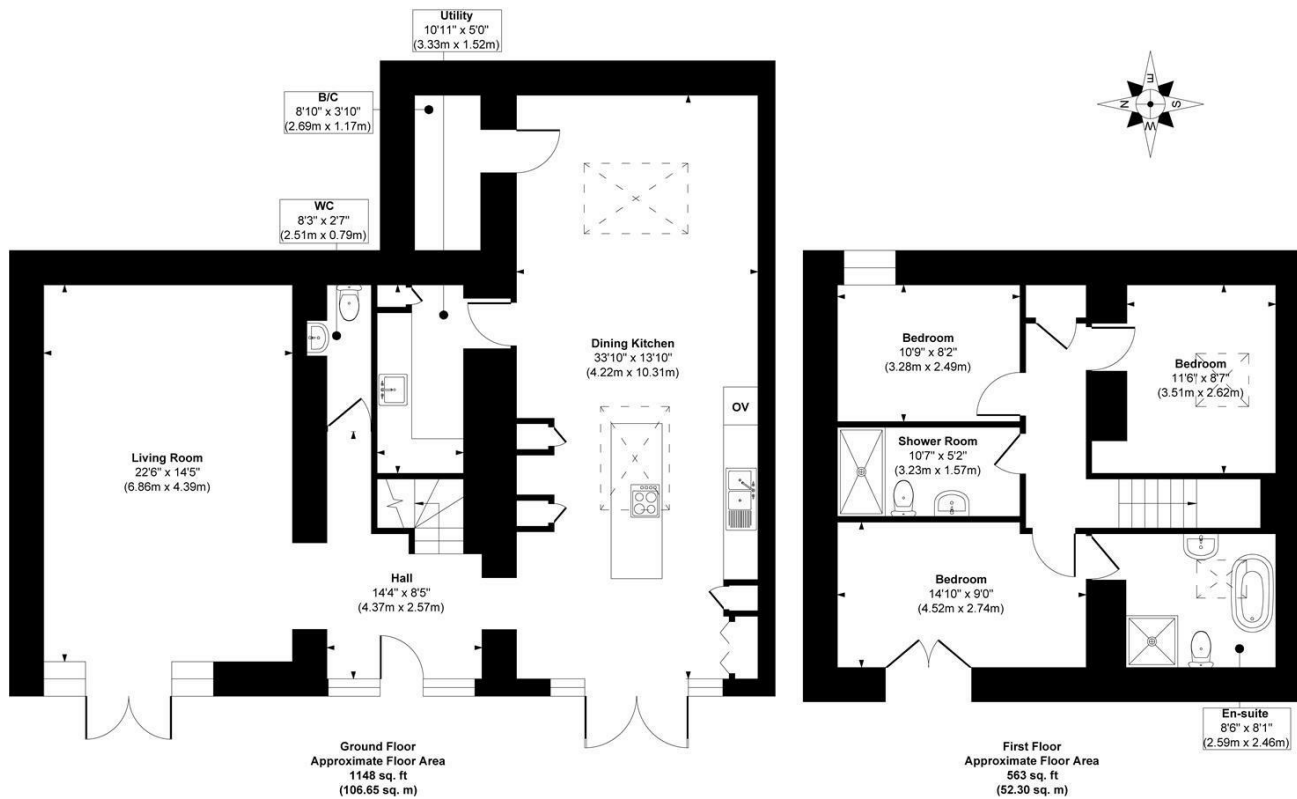 Utility
10'11" x 5'0"
(3.33m x 1.52m)
B/C
8'10" x 3'10"
(2.69m x 1.17m)
WC
8'3" x 2'7"
(2.51m x 0.79m)
Living Room
22'6" x 14'5"
(6.86m x 4.39m)
Hall
14'4" x 8'5"
(4.37m x 2.57m)
Dining Kitchen
33'10" x 13'10"
(4.22m x 10.31m)
OV
Ground Floor
Approximate Floor Area
1148 sq. ft
(106.65 sq. m)
E
N
S
W
Bedroom
10'9" x 8'2"
(3.28m x 2.49m)
Bedroom
11'6" x 8'7"
(3.51m x 2.62m)
Shower Room
10'7" x 5'2"
(3.23m x 1.57m)
Bedroom
14'10" x 9'0"
(4.52m x 2.74m)
En-suite
8'6" x 8'1"
(2.59m x 2.46m)
First Floor
Approximate Floor Area
563 sq. ft
(52.30 sq. m)